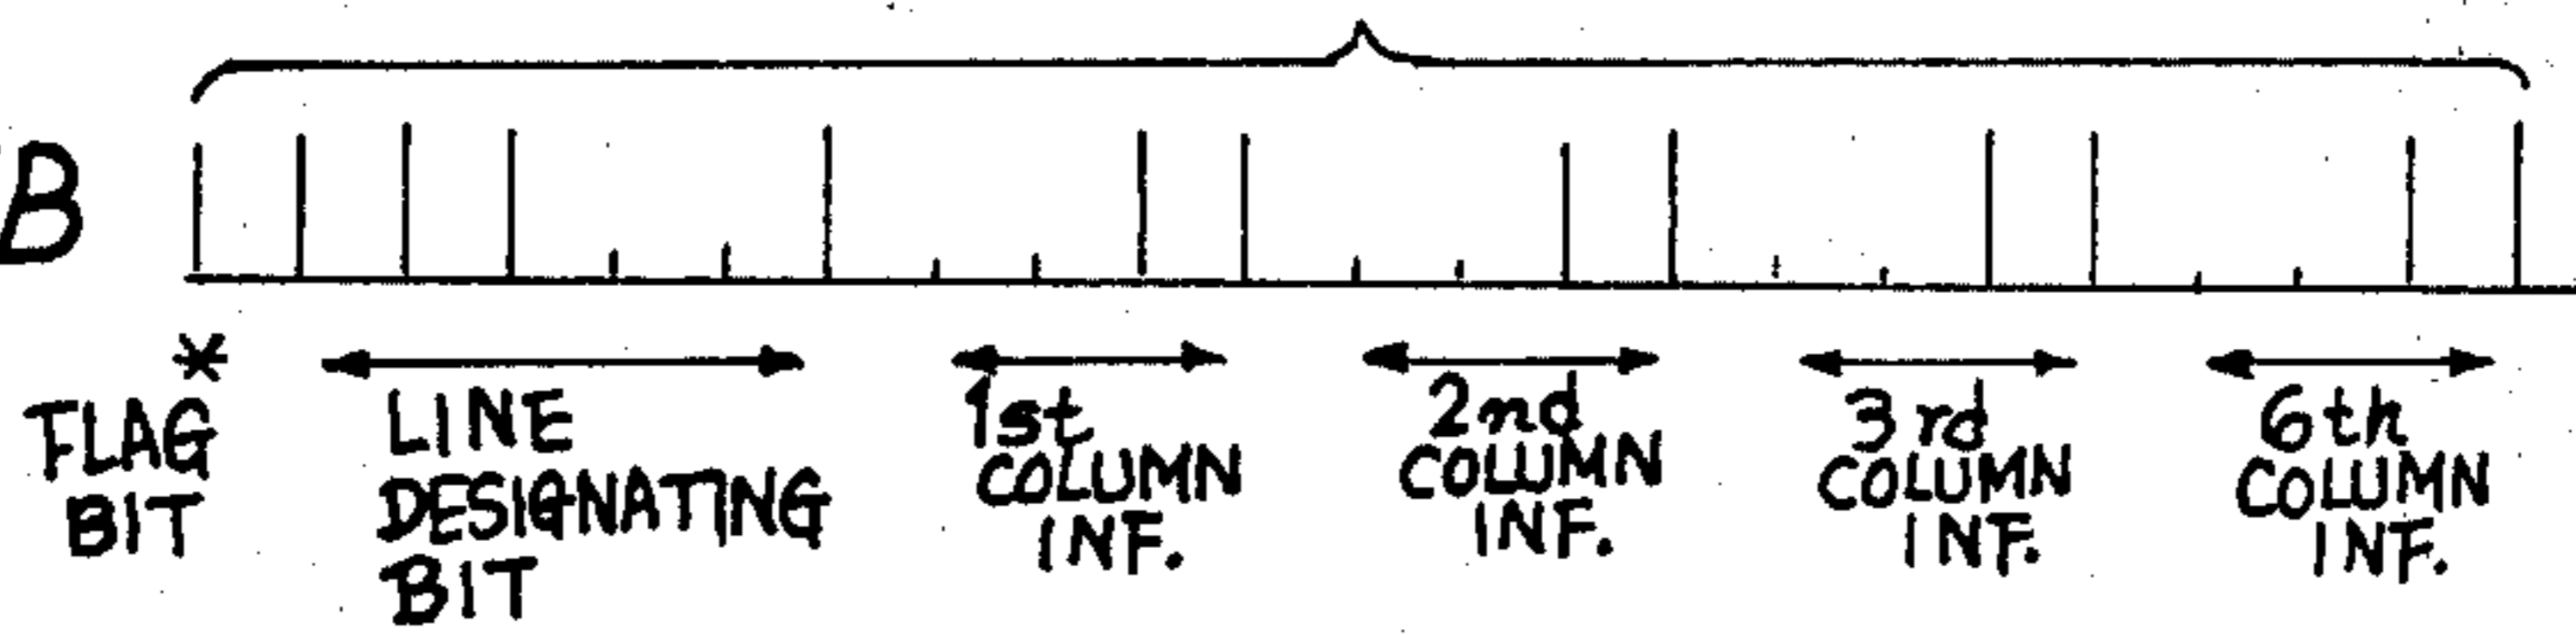 B
*
FLAG
BIT
LINE
DESIGNATING
BIT
1st
COLUMN
INF.
2nd
COLUMN
INF.
3rd
COLUMN
INF.
6th
COLUMN
INF.